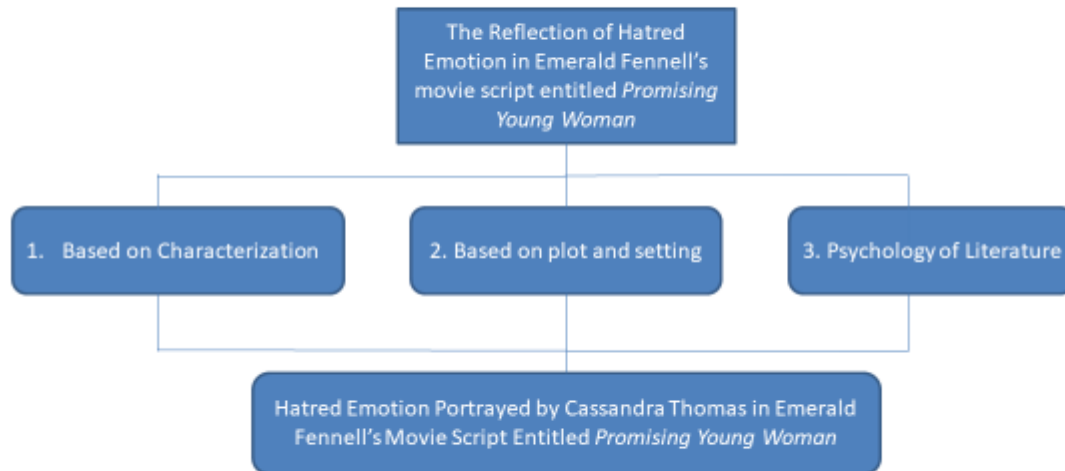 The Reflection of Hatred
Emotion in Emerald Fennell's
movie script entitled Promising
Young Woman
1. Based on Characterization
2. Based on plot and setting
3. Psychology of Literature
Hatred Emotion Portrayed by Cassandra Thomas in Emerald
Fennell's Movie Script Entitled Promising Young Woman